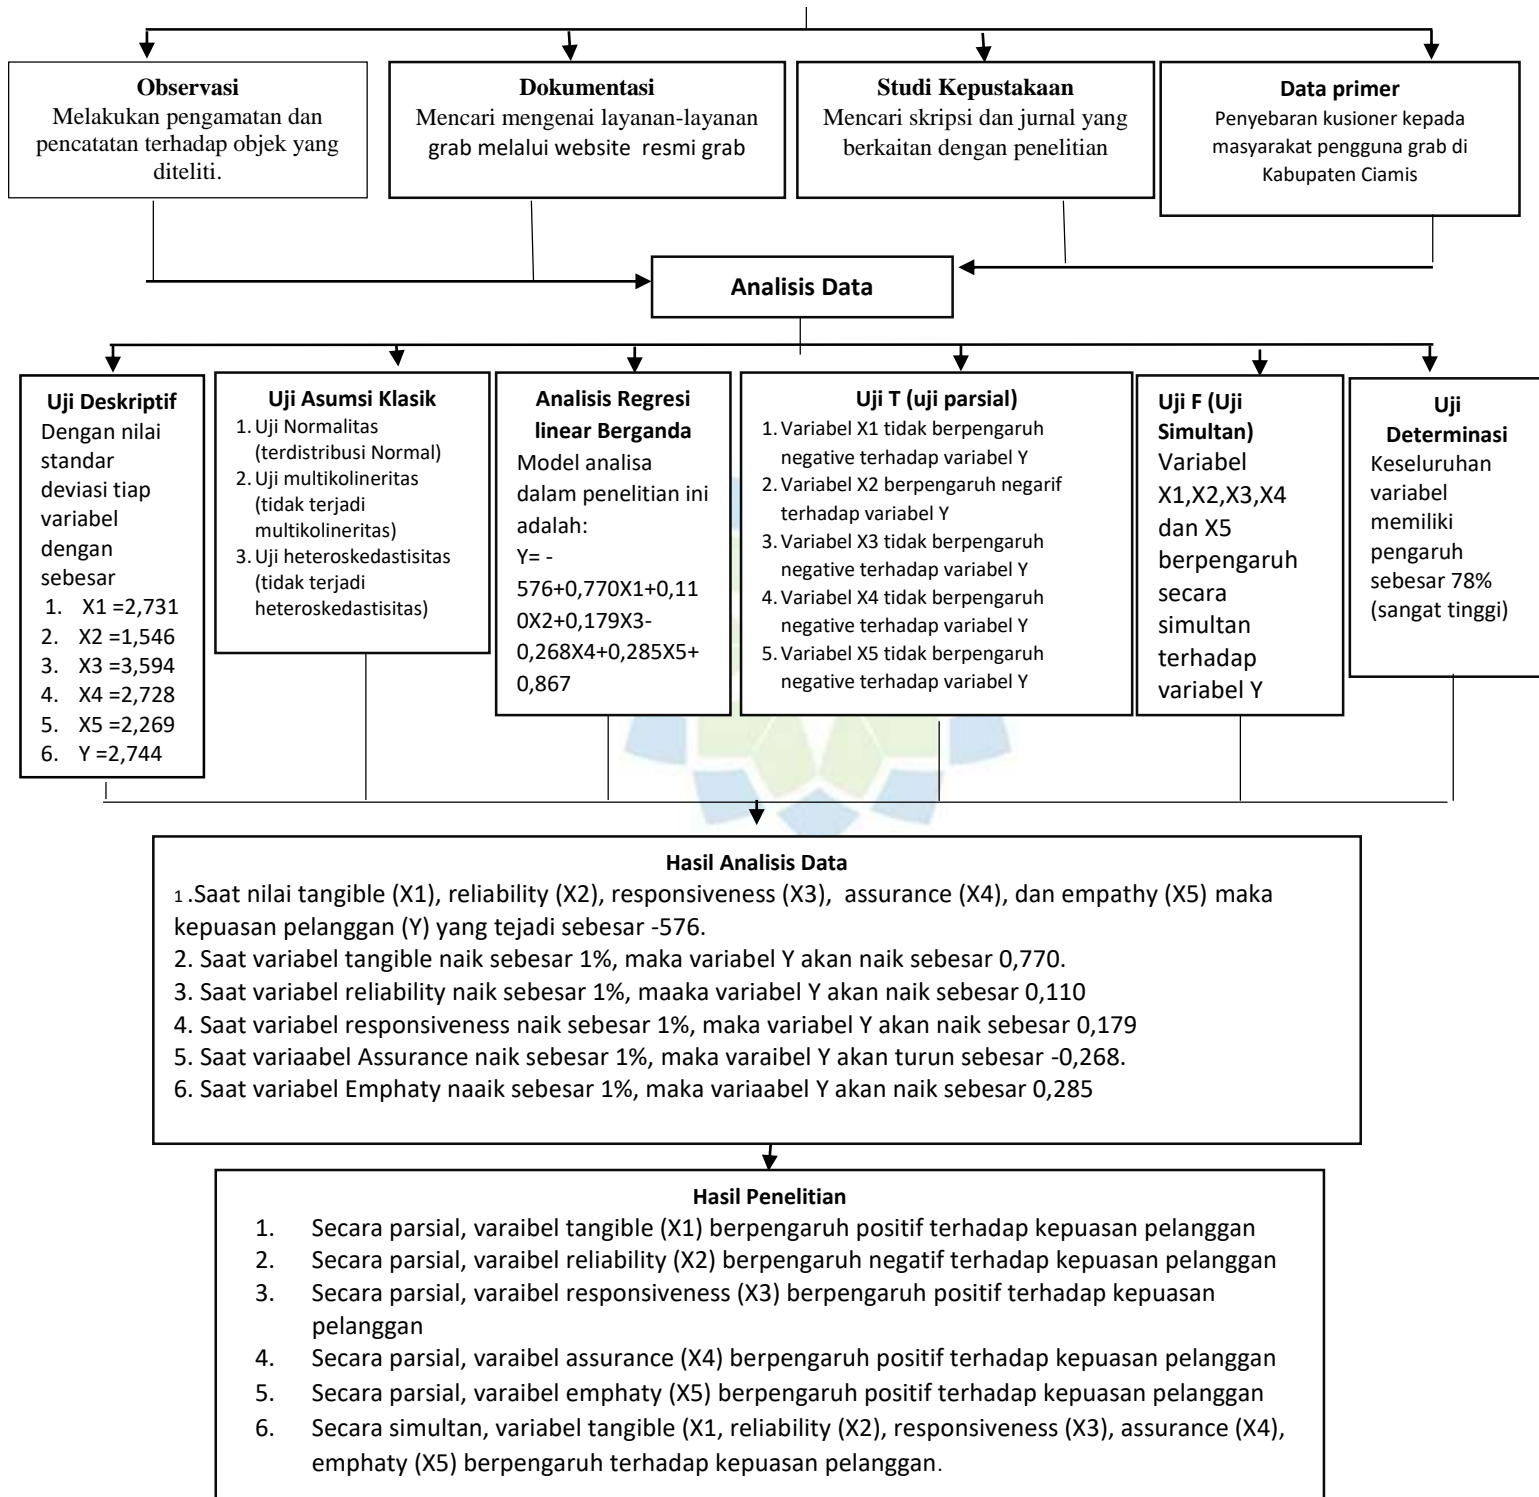 Observasi
Melakukan pengamatan dan
pencatatan terhadap objek yang
diteliti.
Dokumentasi
Mencari mengenai layanan-layanan
grab melalui website resmi grab
Studi Kepustakaan
Mencari skripsi dan jurnal yang
berkaitan dengan penelitian
Data primer
Penyebaran kusioner kepada
masyarakat pengguna grab di
Kabupaten Ciamis
Analisis Data
Uji Deskriptif
Dengan nilai
standar
deviasi tiap
variabel
dengan
sebesar
1. X1 =2,731
2. X2 =1,546
3. X3 =3,594
4. X4 =2,728
5. X5 =2,269
6. Y =2,744
Uji Asumsi Klasik
1. Uji Normalitas
(terdistribusi Normal)
2. Uji multikolineritas
(tidak terjadi
multikolineritas)
3. Uji heteroskedastisitas
(tidak terjadi
heteroskedastisitas)
Analisis Regresi
linear Berganda
Model analisa
dalam penelitian ini
adalah:
Y= -
576+0,770X1+0,11
0X2+0,179X3-
0,268X4+0,285X5+
0,867
Uji T (uji parsial)
1. Variabel X1 tidak berpengaruh
negative terhadap variabel Y
2. Variabel X2 berpengaruh negarif
terhadap variabel Y
3. Variabel X3 tidak berpengaruh
negative terhadap variabel Y
4. Variabel X4 tidak berpengaruh
negative terhadap variabel Y
5. Variabel X5 tidak berpengaruh
negative terhadap variabel Y
Uji F (Uji
Simultan)
Variabel
X1,X2,X3,X4
dan X5
berpengaruh
secara
simultan
terhadap
variabel Y
Uji
Determinasi
Keseluruhan
variabel
memiliki
pengaruh
sebesar 78%
(sangat tinggi)
Hasil Analisis Data
1 .Saat nilai tangible (X1), reliability (X2), responsiveness (X3), assurance (X4), dan empathy (X5) maka
kepuasan pelanggan (Y) yang tejadi sebesar -576.
2. Saat variabel tangible naik sebesar 1%, maka variabel Y akan naik sebesar 0,770.
3. Saat variabel reliability naik sebesar 1%, maaka variabel Y akan naik sebesar 0,110
4. Saat variabel responsiveness naik sebesar 1%, maka variabel Y akan naik sebesar 0,179
5. Saat variaabel Assurance naik sebesar 1%, maka varaibel Y akan turun sebesar -0,268.
6. Saat variabel Emphaty naaik sebesar 1%, maka variaabel Y akan naik sebesar 0,285
Hasil Penelitian
1. Secara parsial, varaibel tangible (X1) berpengaruh positif terhadap kepuasan pelanggan
2. Secara parsial, varaibel reliability (X2) berpengaruh negatif terhadap kepuasan pelanggan
3. Secara parsial, varaibel responsiveness (X3) berpengaruh positif terhadap kepuasan
pelanggan
4. Secara parsial, varaibel assurance (X4) berpengaruh positif terhadap kepuasan pelanggan
5. Secara parsial, varaibel emphaty (X5) berpengaruh positif terhadap kepuasan pelanggan
6. Secara simultan, variabel tangible (X1, reliability (X2), responsiveness (X3), assurance (X4),
emphaty (X5) berpengaruh terhadap kepuasan pelanggan.